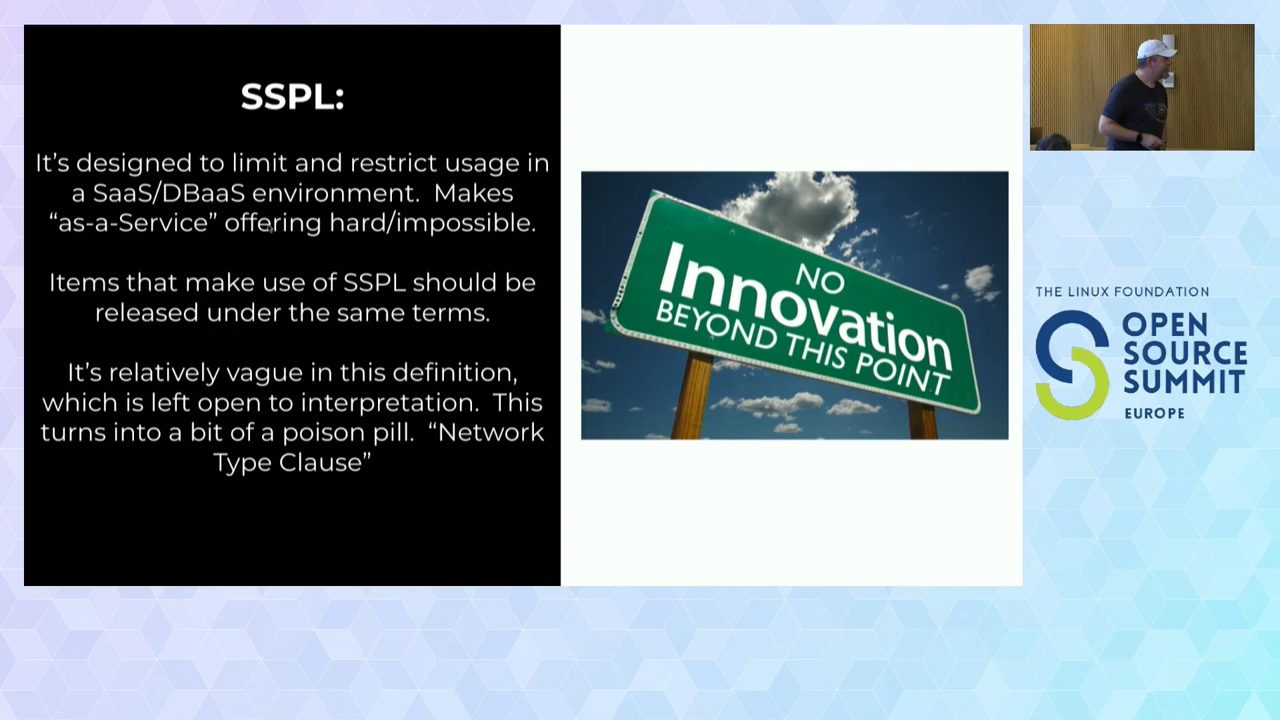 SSPL:
It’s designed to limit and restrict usage in
a SaaS/DBaaS environment.  Makes
“as-a-Service” offering hard/impossible.
Items that make use of SSPL should be
released under the same terms.
It’s relatively vague in this definition,
which is left open to interpretation.  This
turns into a bit of a poison pill.  “Network
Type Clause”
NO
Innovation
BEYOND THIS POINT
THE LINUX FOUNDATION
OPEN
SOURCE
SUMMIT
EUROPE